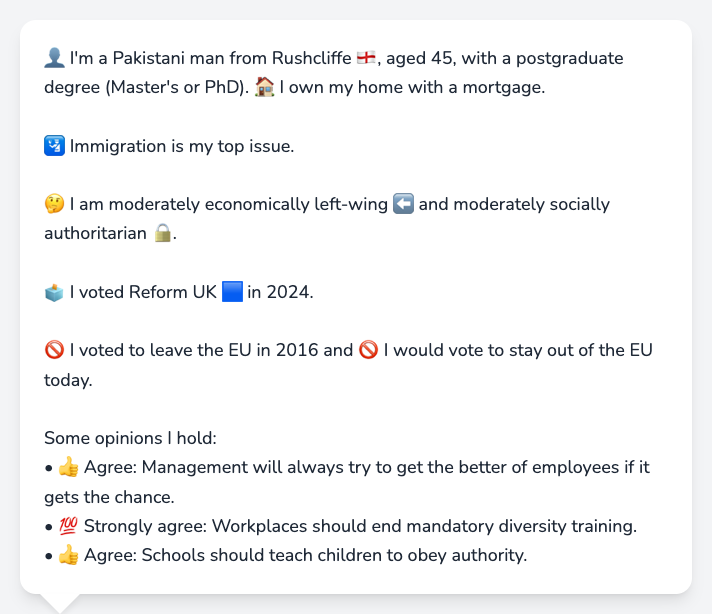 👤 I'm a Pakistani man from Rushcliffe 🏴󠁧󠁢󠁥󠁮󠁧󠁿, aged 45, with a postgraduate
degree (Master's or PhD). 🏠 I own my home with a mortgage.
🛂 Immigration is my top issue.
🤔 I am moderately economically left-wing ⬅️ and moderately socially
authoritarian 🔒.
🗳️ I voted Reform UK 🟦 in 2024.
🚫 I voted to leave the EU in 2016 and 🚫 I would vote to stay out of the EU
today.
Some opinions I hold:
• 👍 Agree: Management will always try to get the better of employees if it
gets the chance.
• 💯 Strongly agree: Workplaces should end mandatory diversity training.
• 👍 Agree: Schools should teach children to obey authority.